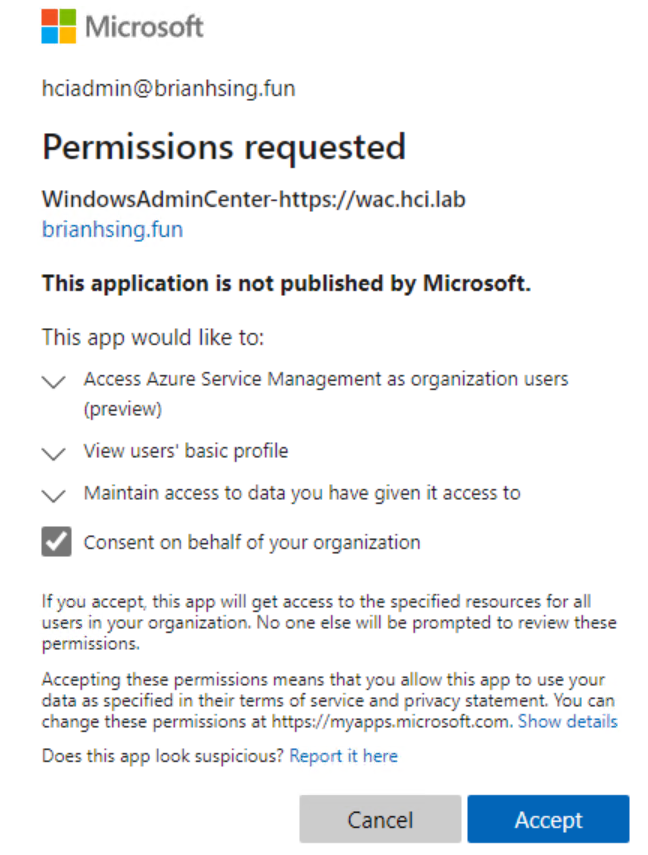 Microsoft
hciadmin@brianhsing.fun
Permissions requested
WindowsAdminCenter-https://wac.hci.lab
brianhsing.fun
This application is not published by Microsoft.
This app would like to:
Access Azure Service Management as organization users
(preview)
View users' basic profile
Maintain access to data you have given it access to
Consent on behalf of your organization
If you accept, this app will get access to the specified resources for all
users in your organization. No one else will be prompted to review these
permissions.
Accepting these permissions means that you allow this app to use your
data as specified in their terms of service and privacy statement. You can
change these permissions at https://myapps.microsoft.com. Show details
Does this app look suspicious? Report it here
Cancel
Accept